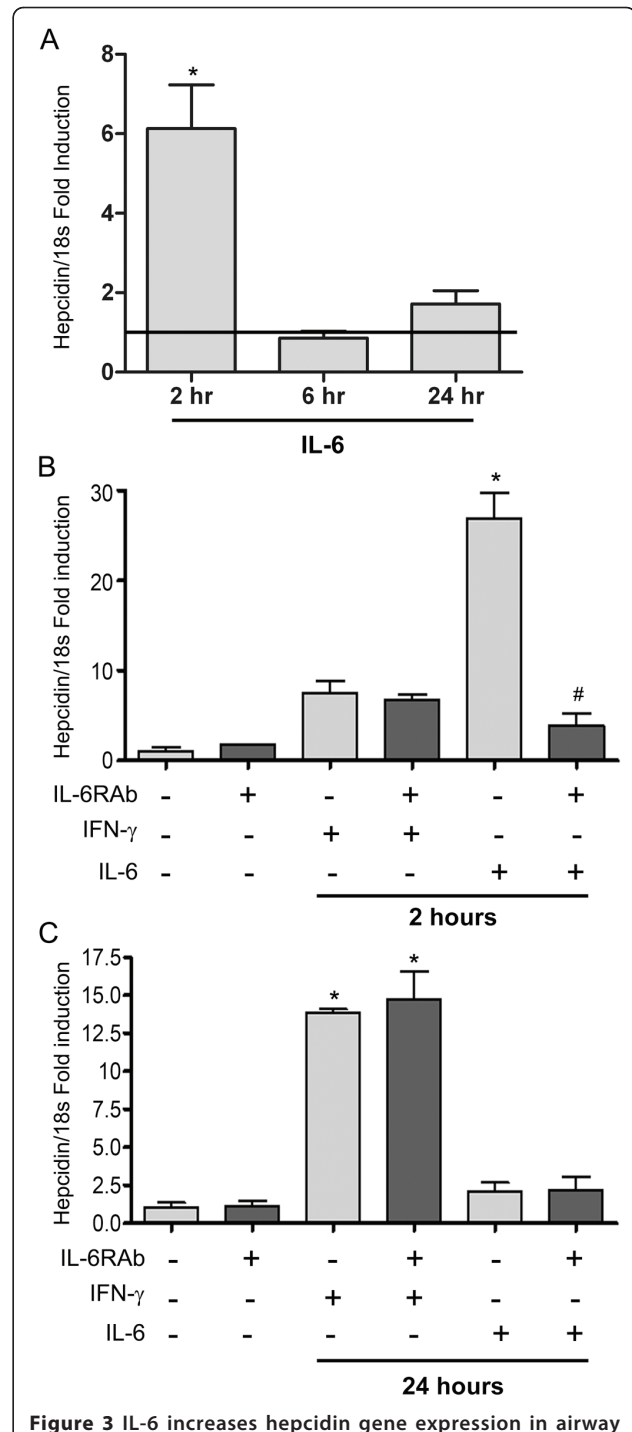 A
Hepcidin/18s Fold Induction
8
6
4
2
0
*
2 hr 6 hr 24 hr
IL-6
B
Hepcidin/18s Fold induction
30
20
10
0
*
#
IL-6RAb - + - + - +
IFN-γ - - + + - -
IL-6 - - - - + +
2 hours
C
Hepcidin/18s Fold induction
17.5
15.0
12.5
10
7.5
5.0
2.5
0.0
* *
IL-6RAb - + - + - +
IFN-γ - - + + - -
IL-6 - - - - + +
24 hours
Figure 3 IL-6 increases hepcidin gene expression in airway